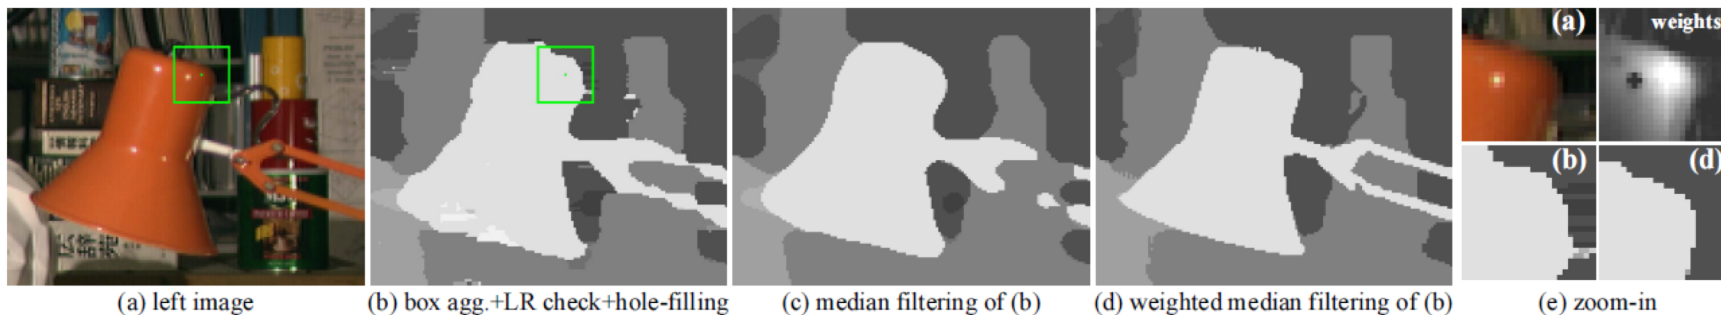 (a) weights
(b) (d)
(a) left image (b) box agg.+LR check+hole-filling (c) median filtering of (b) (d) weighted median filtering of (b) (e) zoom-in